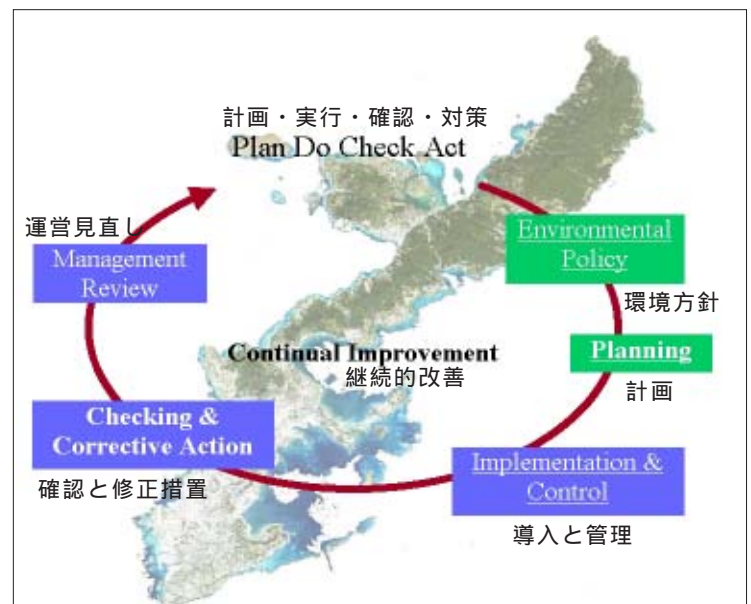 計画・実行・確認・対策
Plan Do Check Act
Environmental
Policy
環境方針
Planning
計画
Implementation &
Control
導入と管理
Checking &
Corrective Action
確認と修正措置
運営見直し
Management
Review
Continual Improvement
継続的改善